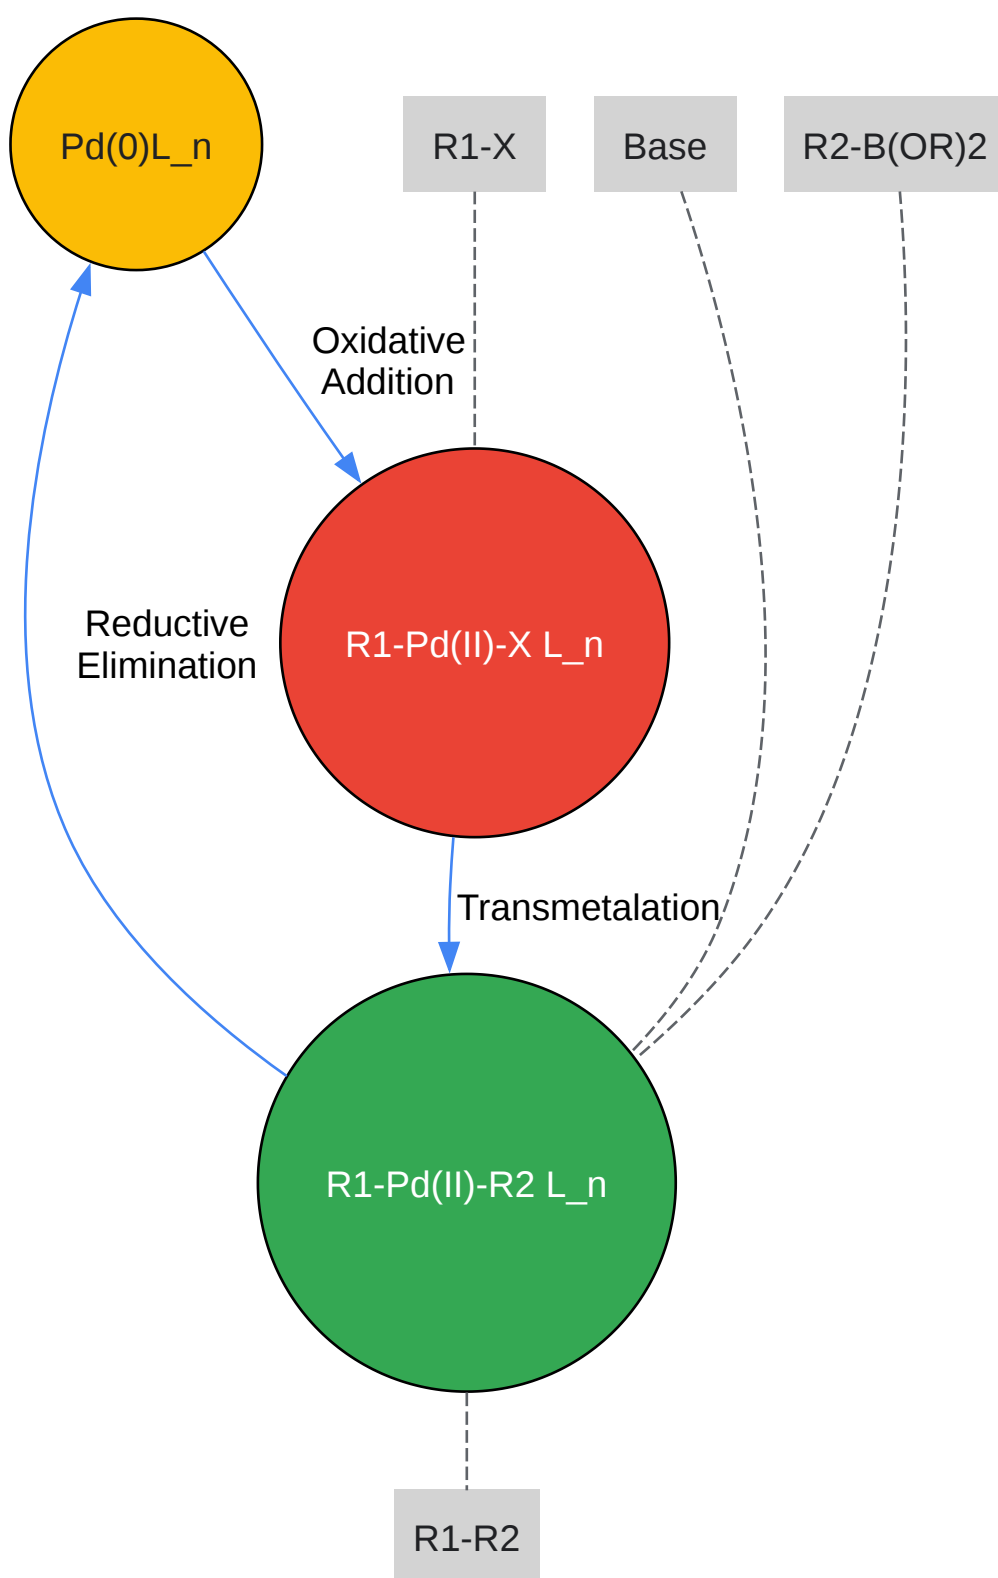 Pd(0)L_n
R1-X
Base
R2-B(OR)2
Oxidative
Addition
Reductive
Elimination
R1-Pd(II)-X L_n
Transmetalation
R1-Pd(II)-R2 L_n
R1-R2